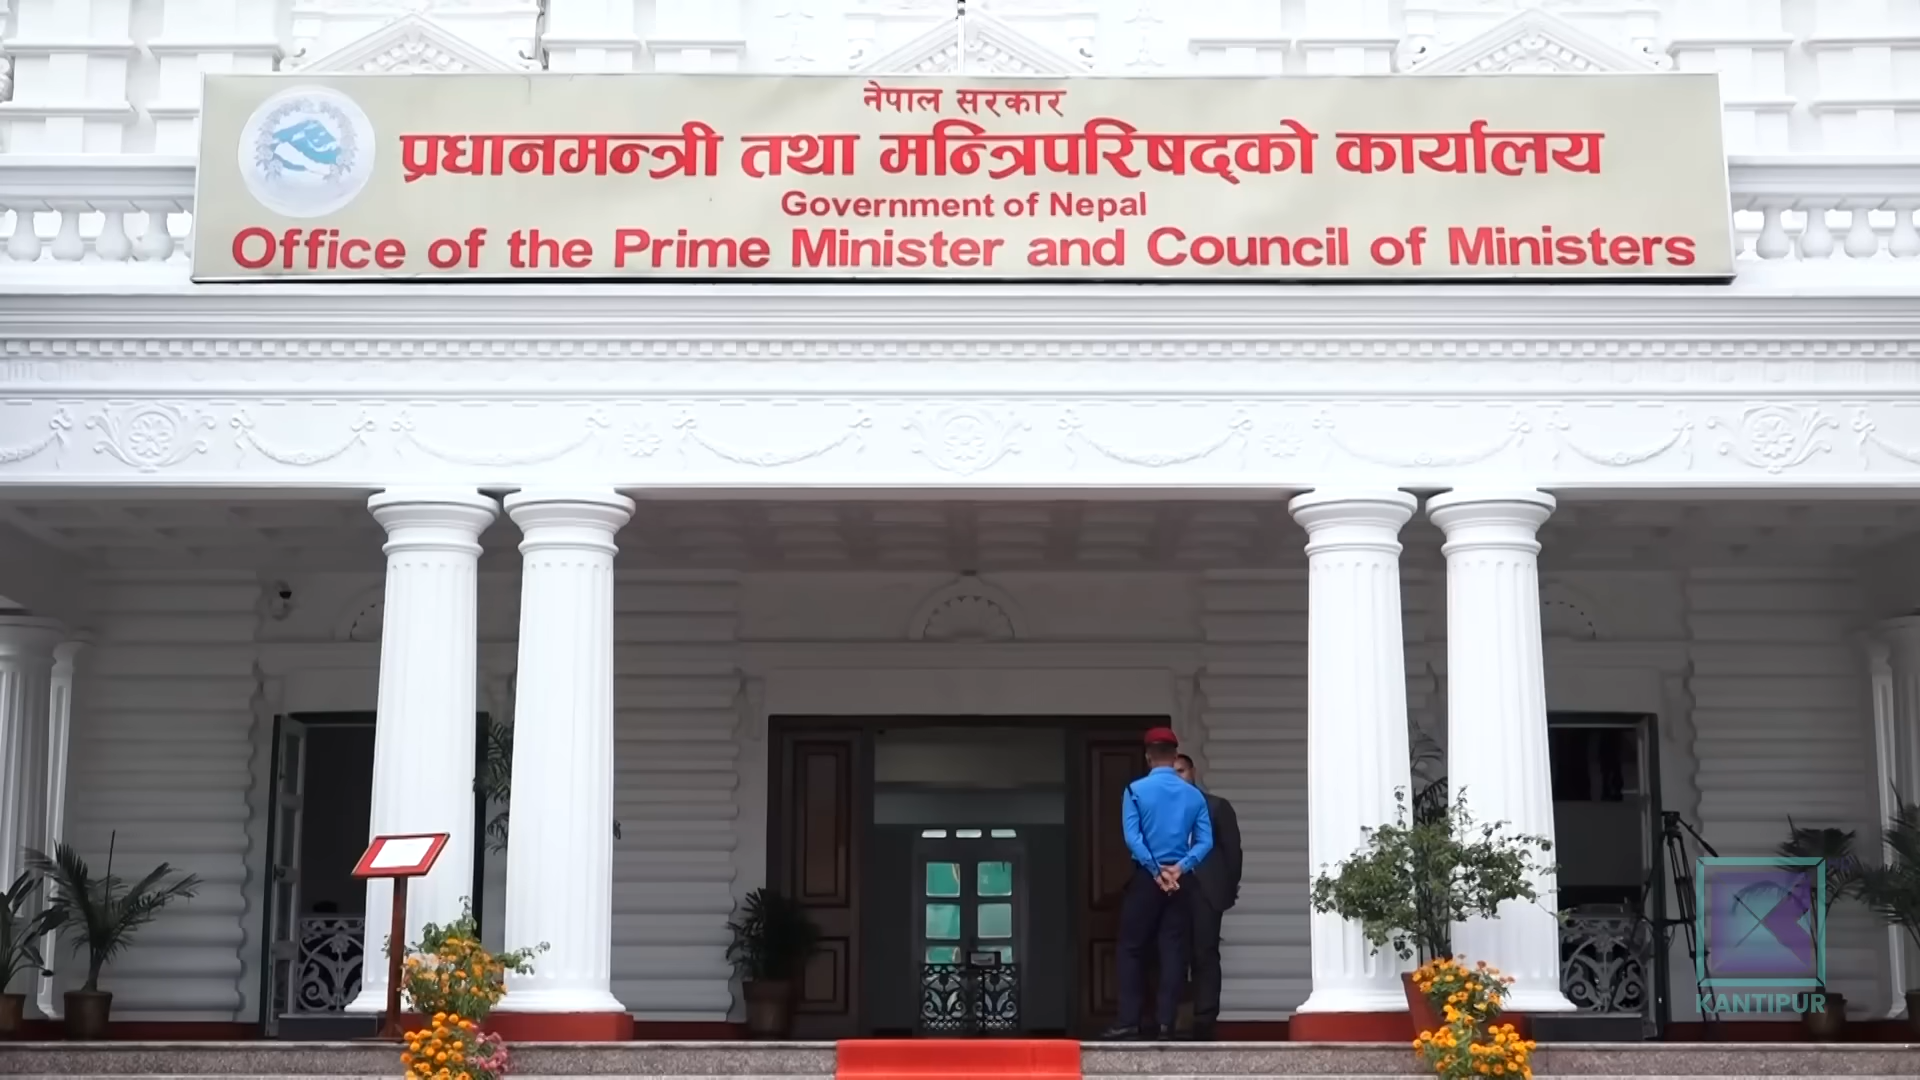 नेपाल सरकार
प्रधानमन्त्री तथा मन्त्रिपरिषद्को कार्यालय
Government of Nepal
Office of the Prime Minister and Council of Ministers
KANTIPUR